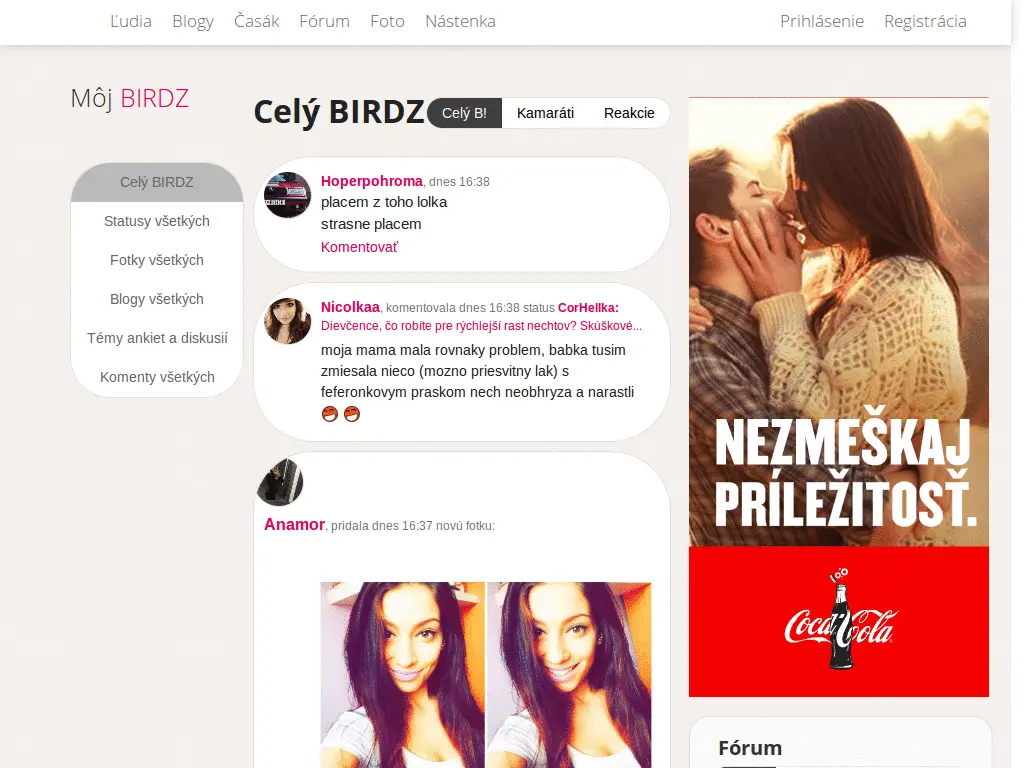 Ľudia Blogy Časák Fórum Foto Nástenka Prihlásenie Registrácia
Môj BIRDZ
Celý BIRDZ
Statusy všetkých
Fotky všetkých
Blogy všetkých
Témy ankiet a diskusií
Komenty všetkých
Celý BIRDZ Celý B! Kamaráti Reakcie
Hoperpohroma, dnes 16:38
placem z toho lolka
strasne placem
Komentovať
Nicolkaa, komentovala dnes 16:38 status CorHellka:
Dievčence, čo robíte pre rýchlejší rast nechtov? Skúškové...
moja mama mala rovnaky problem, babka tusim
zmiesala nieco (mozno priesvitny lak) s
feferonkovym praskom nech neobhryza a narastli
Anamor, pridala dnes 16:37 novú fotku:
NEZMEŠKAJ
PRÍLEŽITOSŤ.
Coca-Cola
Fórum